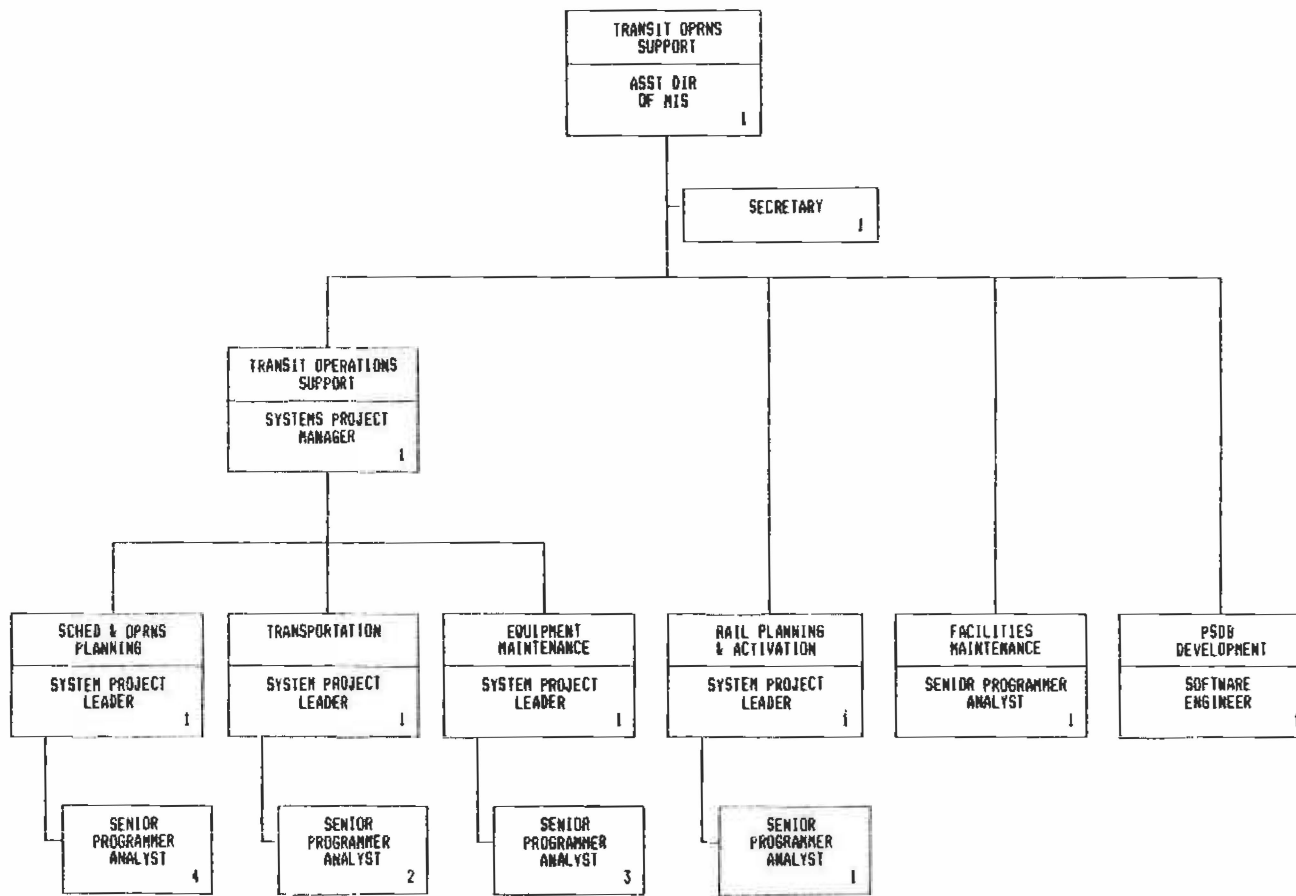 TRANSIT OPRNS
SUPPORT
ASST DIR
OF MIS
1
SECRETARY
1
TRANSIT OPERATIONS
SUPPORT
SYSTEMS PROJECT
MANAGER
1
SCHED & OPRNS
PLANNING
SYSTEM PROJECT
LEADER
1
TRANSPORTATION
SYSTEM PROJECT
LEADER
1
EQUIPMENT
MAINTENANCE
SYSTEM PROJECT
LEADER
1
RAIL PLANNING
& ACTIVATION
SYSTEM PROJECT
LEADER
1
FACILITIES
MAINTENANCE
SENIOR PROGRAMMER
ANALYST
1
PSDB
DEVELOPMENT
SOFTWARE
ENGINEER
1
SENIOR
PROGRAMMER
ANALYST
4
SENIOR
PROGRAMMER
ANALYST
2
SENIOR
PROGRAMMER
ANALYST
3
SENIOR
PROGRAMMER
ANALYST
1